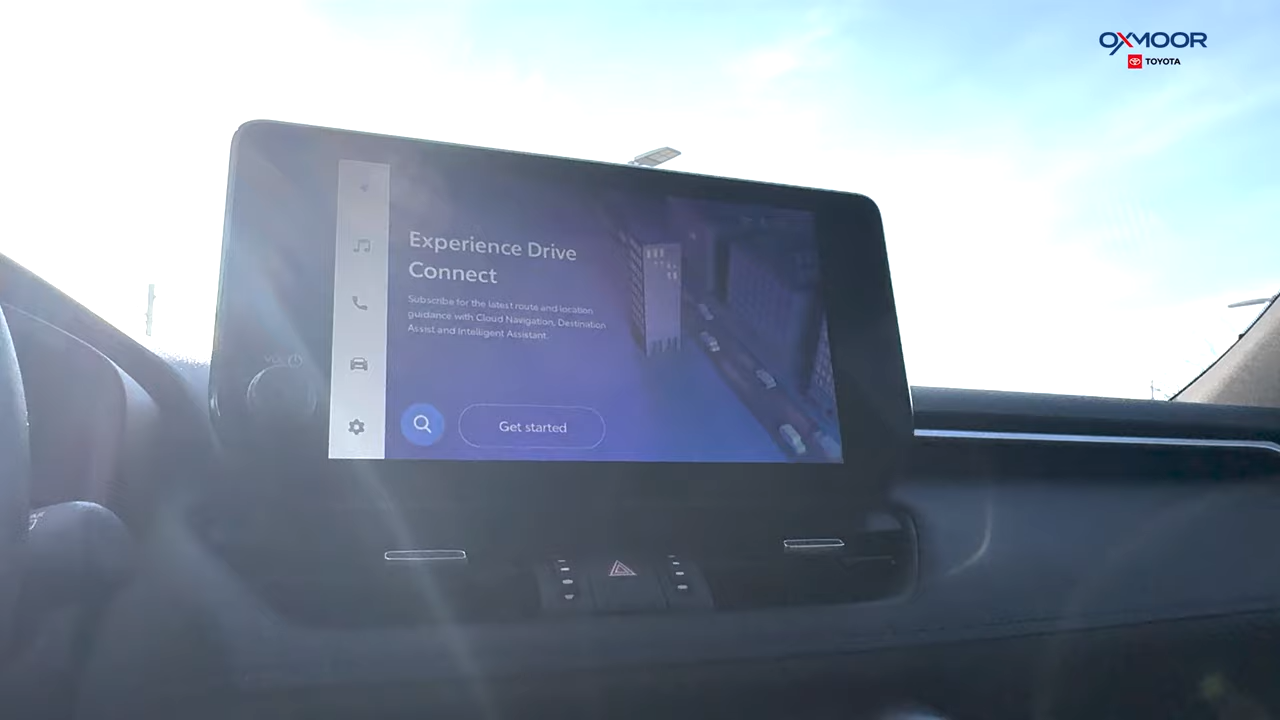 OXMOOR
TOYOTA
Experience Drive
Connect
Subscribe for the latest route and location
guidance with Cloud Navigation, Destination
Assist and Intelligent Assistant.
Get started
VOL